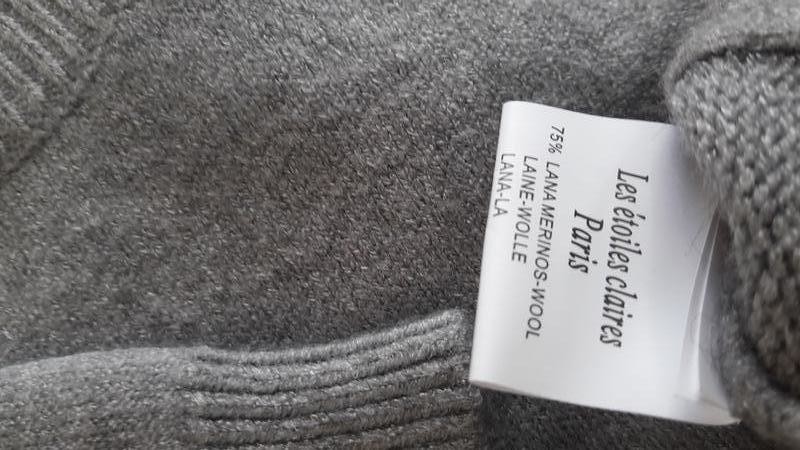 Les étoiles claires
Paris
75% LANA MERINOS-WOOL
LAINE-WOLLE
LANA-LA